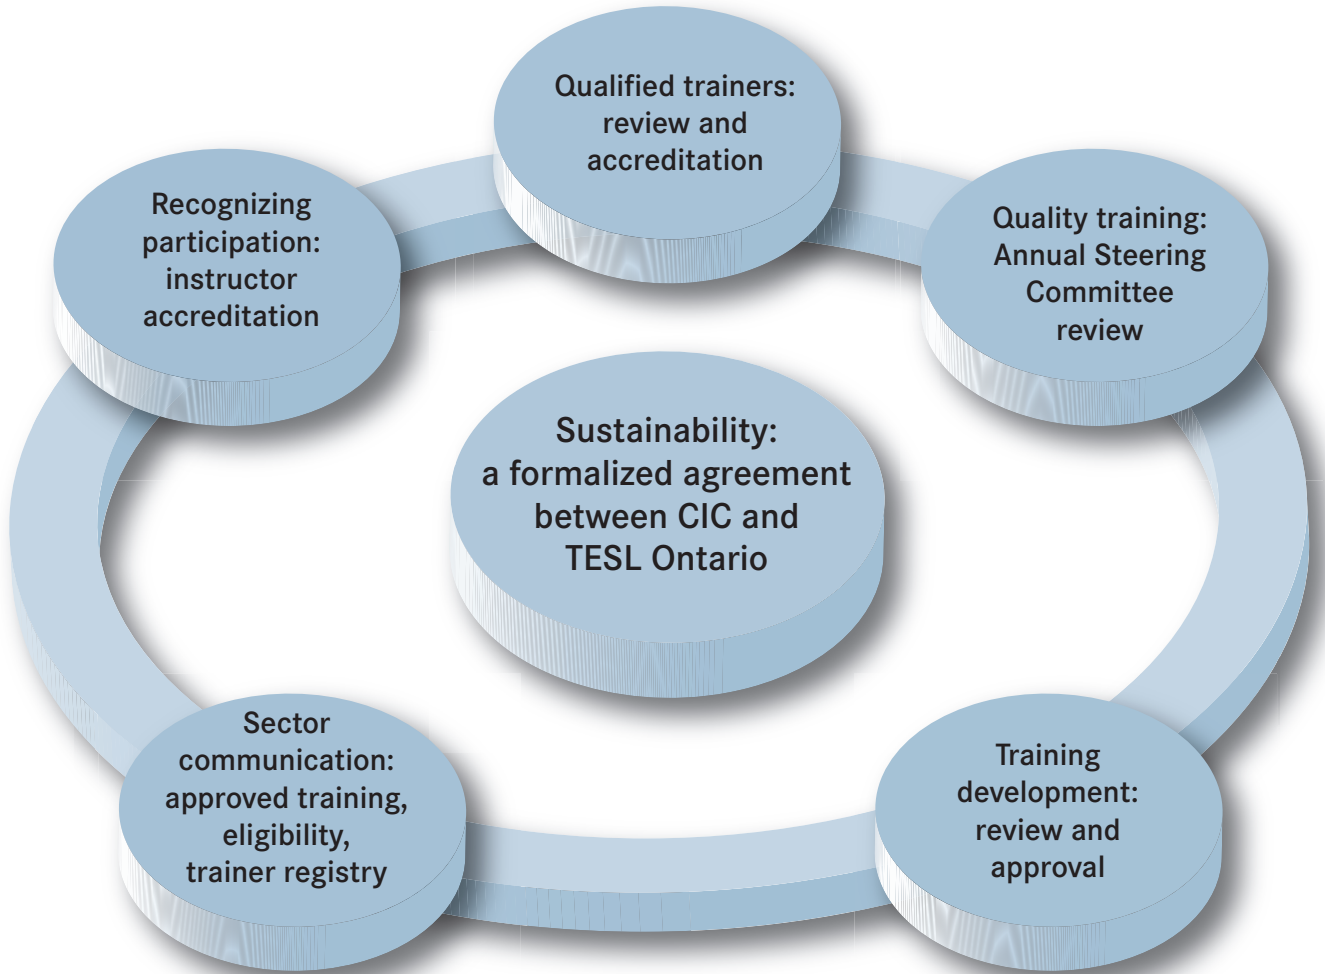 Qualified trainers:
review and
accreditation
Recognizing
participation:
instructor
accreditation
Quality training:
Annual Steering
Committee
review
Sustainability:
a formalized agreement
between CIC and
TESL Ontario
Sector
communication:
approved training,
eligibility,
trainer registry
Training
development:
review and
approval